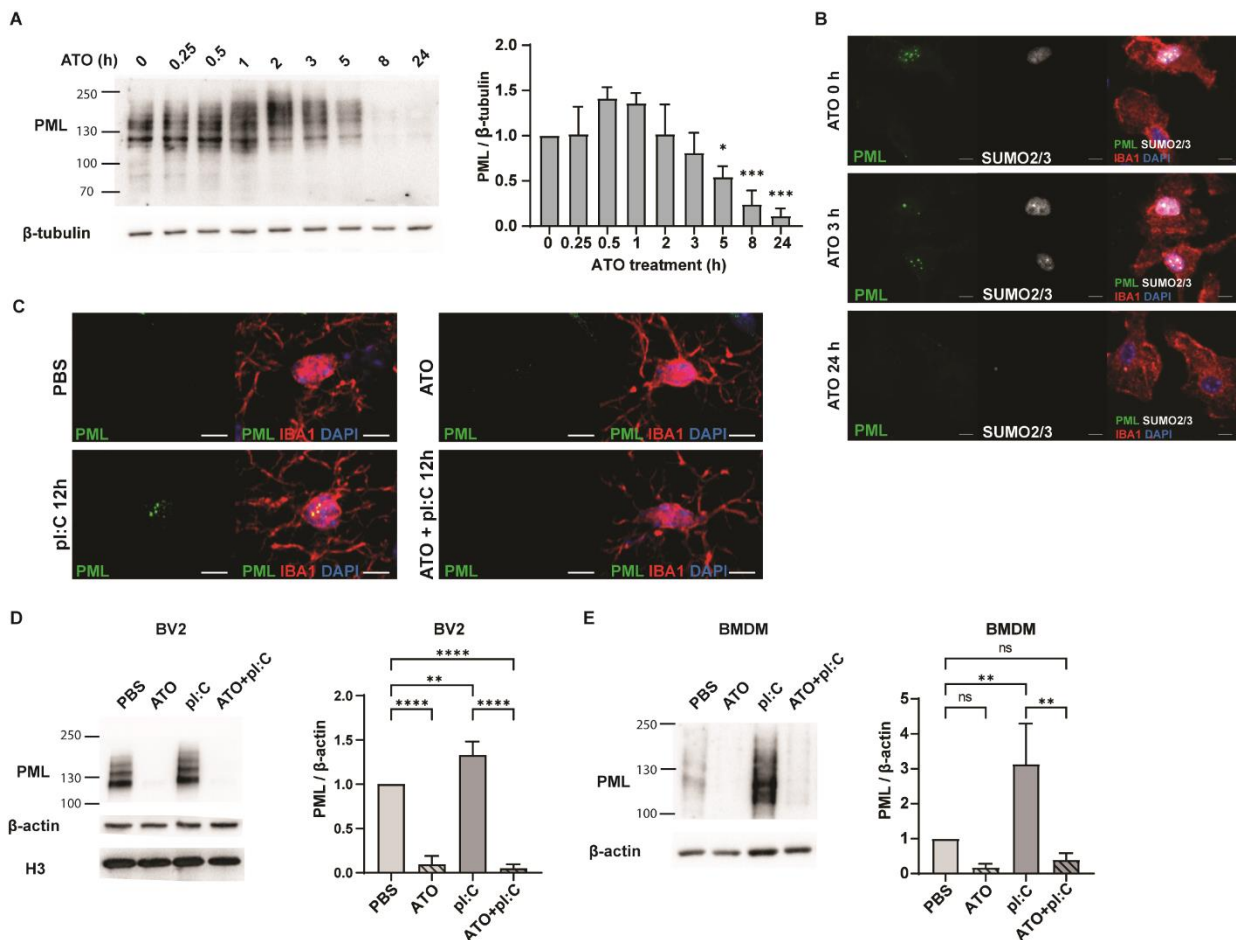 A
ATO (h)
0 0.25 0.5 1 2 3 5 8 24
250
PML
130
100
70
β-tubulin
PML / β-tubulin
2.0
1.5
1.0
0.5
0.0
* *** ***
0 0.25 0.5 1 2 3 5 8 24
ATO treatment (h)
B
ATO 0 h
PML
SUMO2/3
PML SUMO2/3
IBA1 DAPI
ATO 3 h
PML
SUMO2/3
PML SUMO2/3
IBA1 DAPI
ATO 24 h
PML
SUMO2/3
PML SUMO2/3
IBA1 DAPI
C
PBS
PML
PML IBA1 DAPI
ATO
PML
PML IBA1 DAPI
pI:C 12h
PML
PML IBA1 DAPI
ATO + pI:C 12h
PML
PML IBA1 DAPI
D
BV2
PBS ATO pI:C ATO+pI:C
250
PML
130
100
β-actin
H3
BV2
PML / β-actin
2.0
1.5
1.0
0.5
0.0
****
**
**** ****
PBS ATO pI:C ATO+pI:C
E
BMDM
PBS ATO pI:C ATO+pI:C
250
PML
130
100
β-actin
BMDM
PML / β-actin
5
4
3
2
1
0
ns
**
ns **
PBS ATO pI:C ATO+pI:C